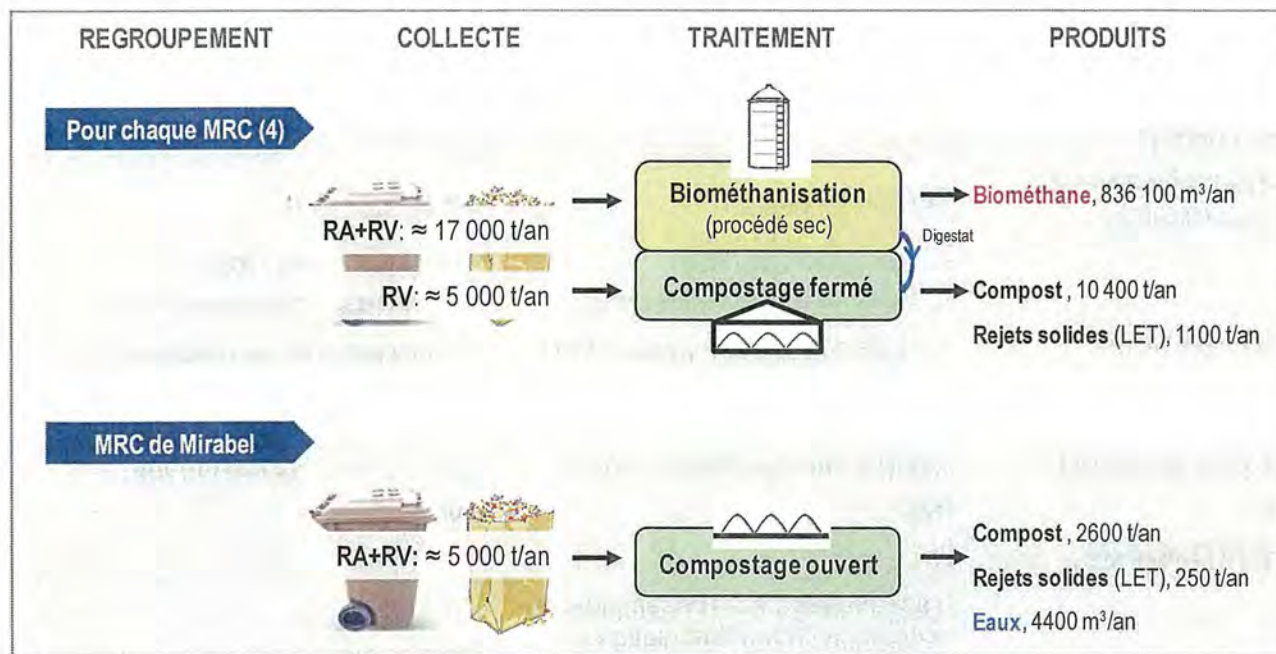 REGROUPEMENT COLLECTE TRAITEMENT PRODUITS
Pour chaque MRC (4)
RA+RV: ≈ 17 000 t/an
RV: ≈ 5 000 t/an
Biométhanisation
(procédé sec)
Digestat
Compostage fermé
Biométhane, 836 100 m³/an
Compost , 10 400 t/an
Rejets solides (LET), 1100 t/an
MRC de Mirabel
RA+RV: ≈ 5 000 t/an
Compostage ouvert
Compost , 2600 t/an
Rejets solides (LET), 250 t/an
Eaux, 4400 m³/an